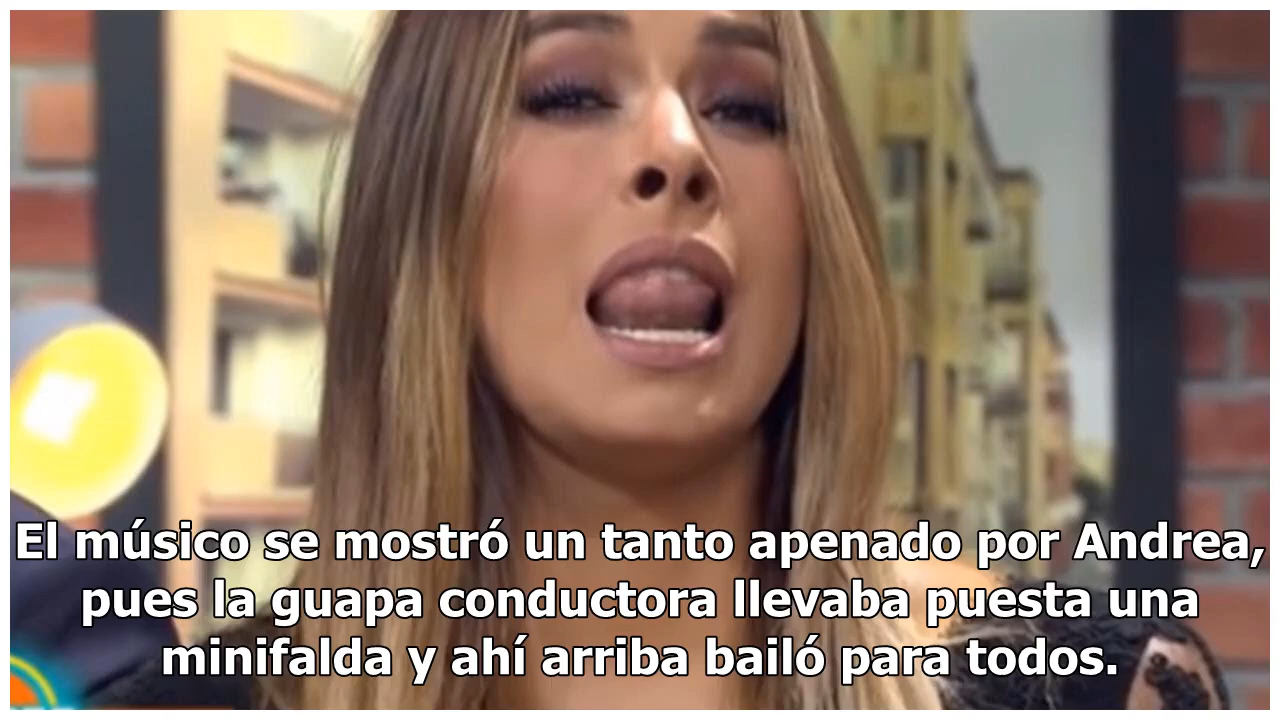 El músico se mostró un tanto apenado por Andrea,
pues la guapa conductora llevaba puesta una
minifalda y ahí arriba bailó para todos.